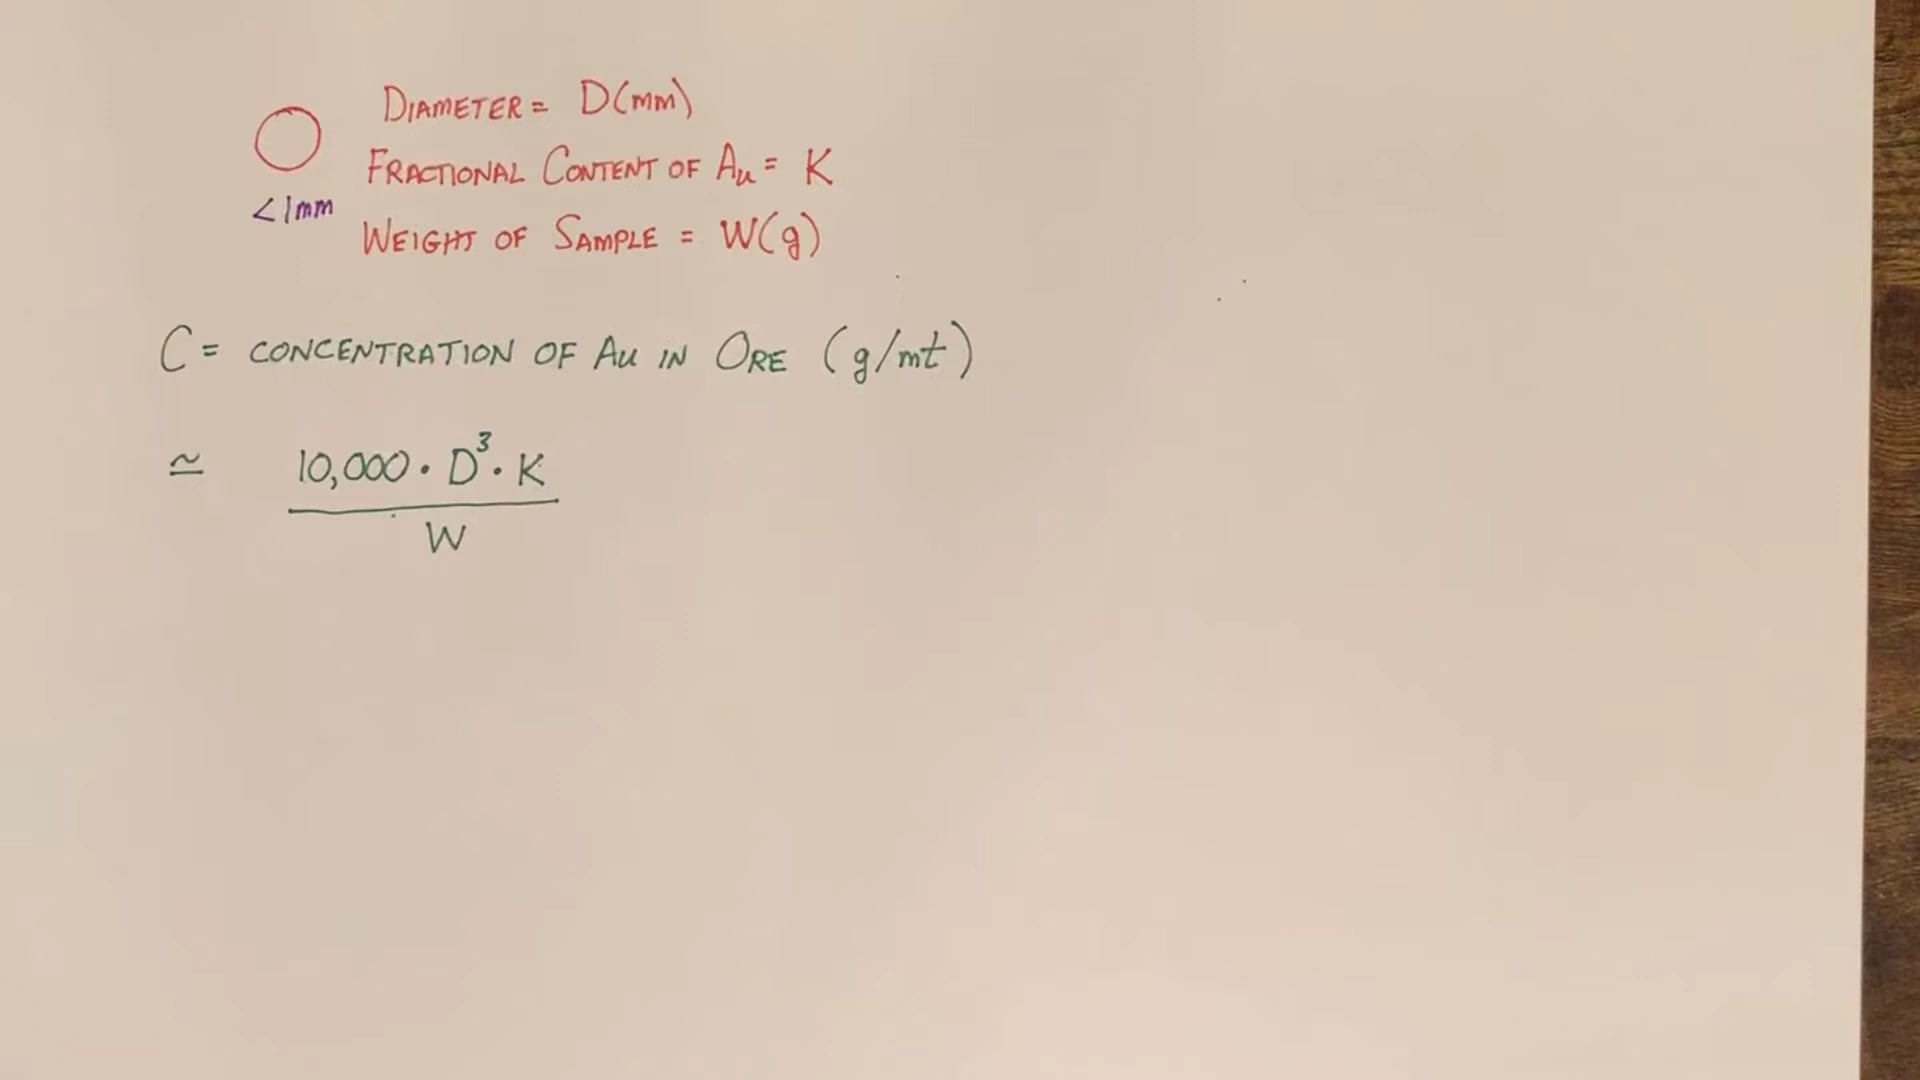 DIAMETER = D(mm)
FRACTIONAL CONTENT OF Au = K
<1mm
WEIGHT OF SAMPLE = W(g)
C = CONCENTRATION OF Au IN ORE (g/mt)
≃ 10,000 · D³ · K
W